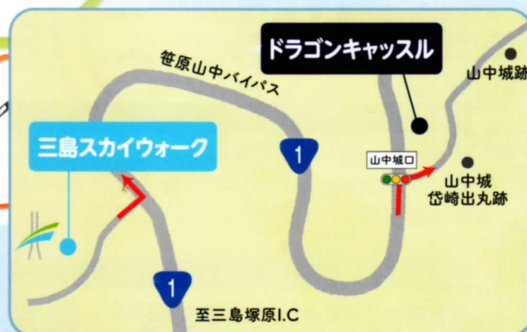 ドラゴンキャッスル
笹原山中バイパス
山中城跡
三島スカイウォーク
1
山中城口
山中城
岱崎出丸跡
1
至三島塚原I.C